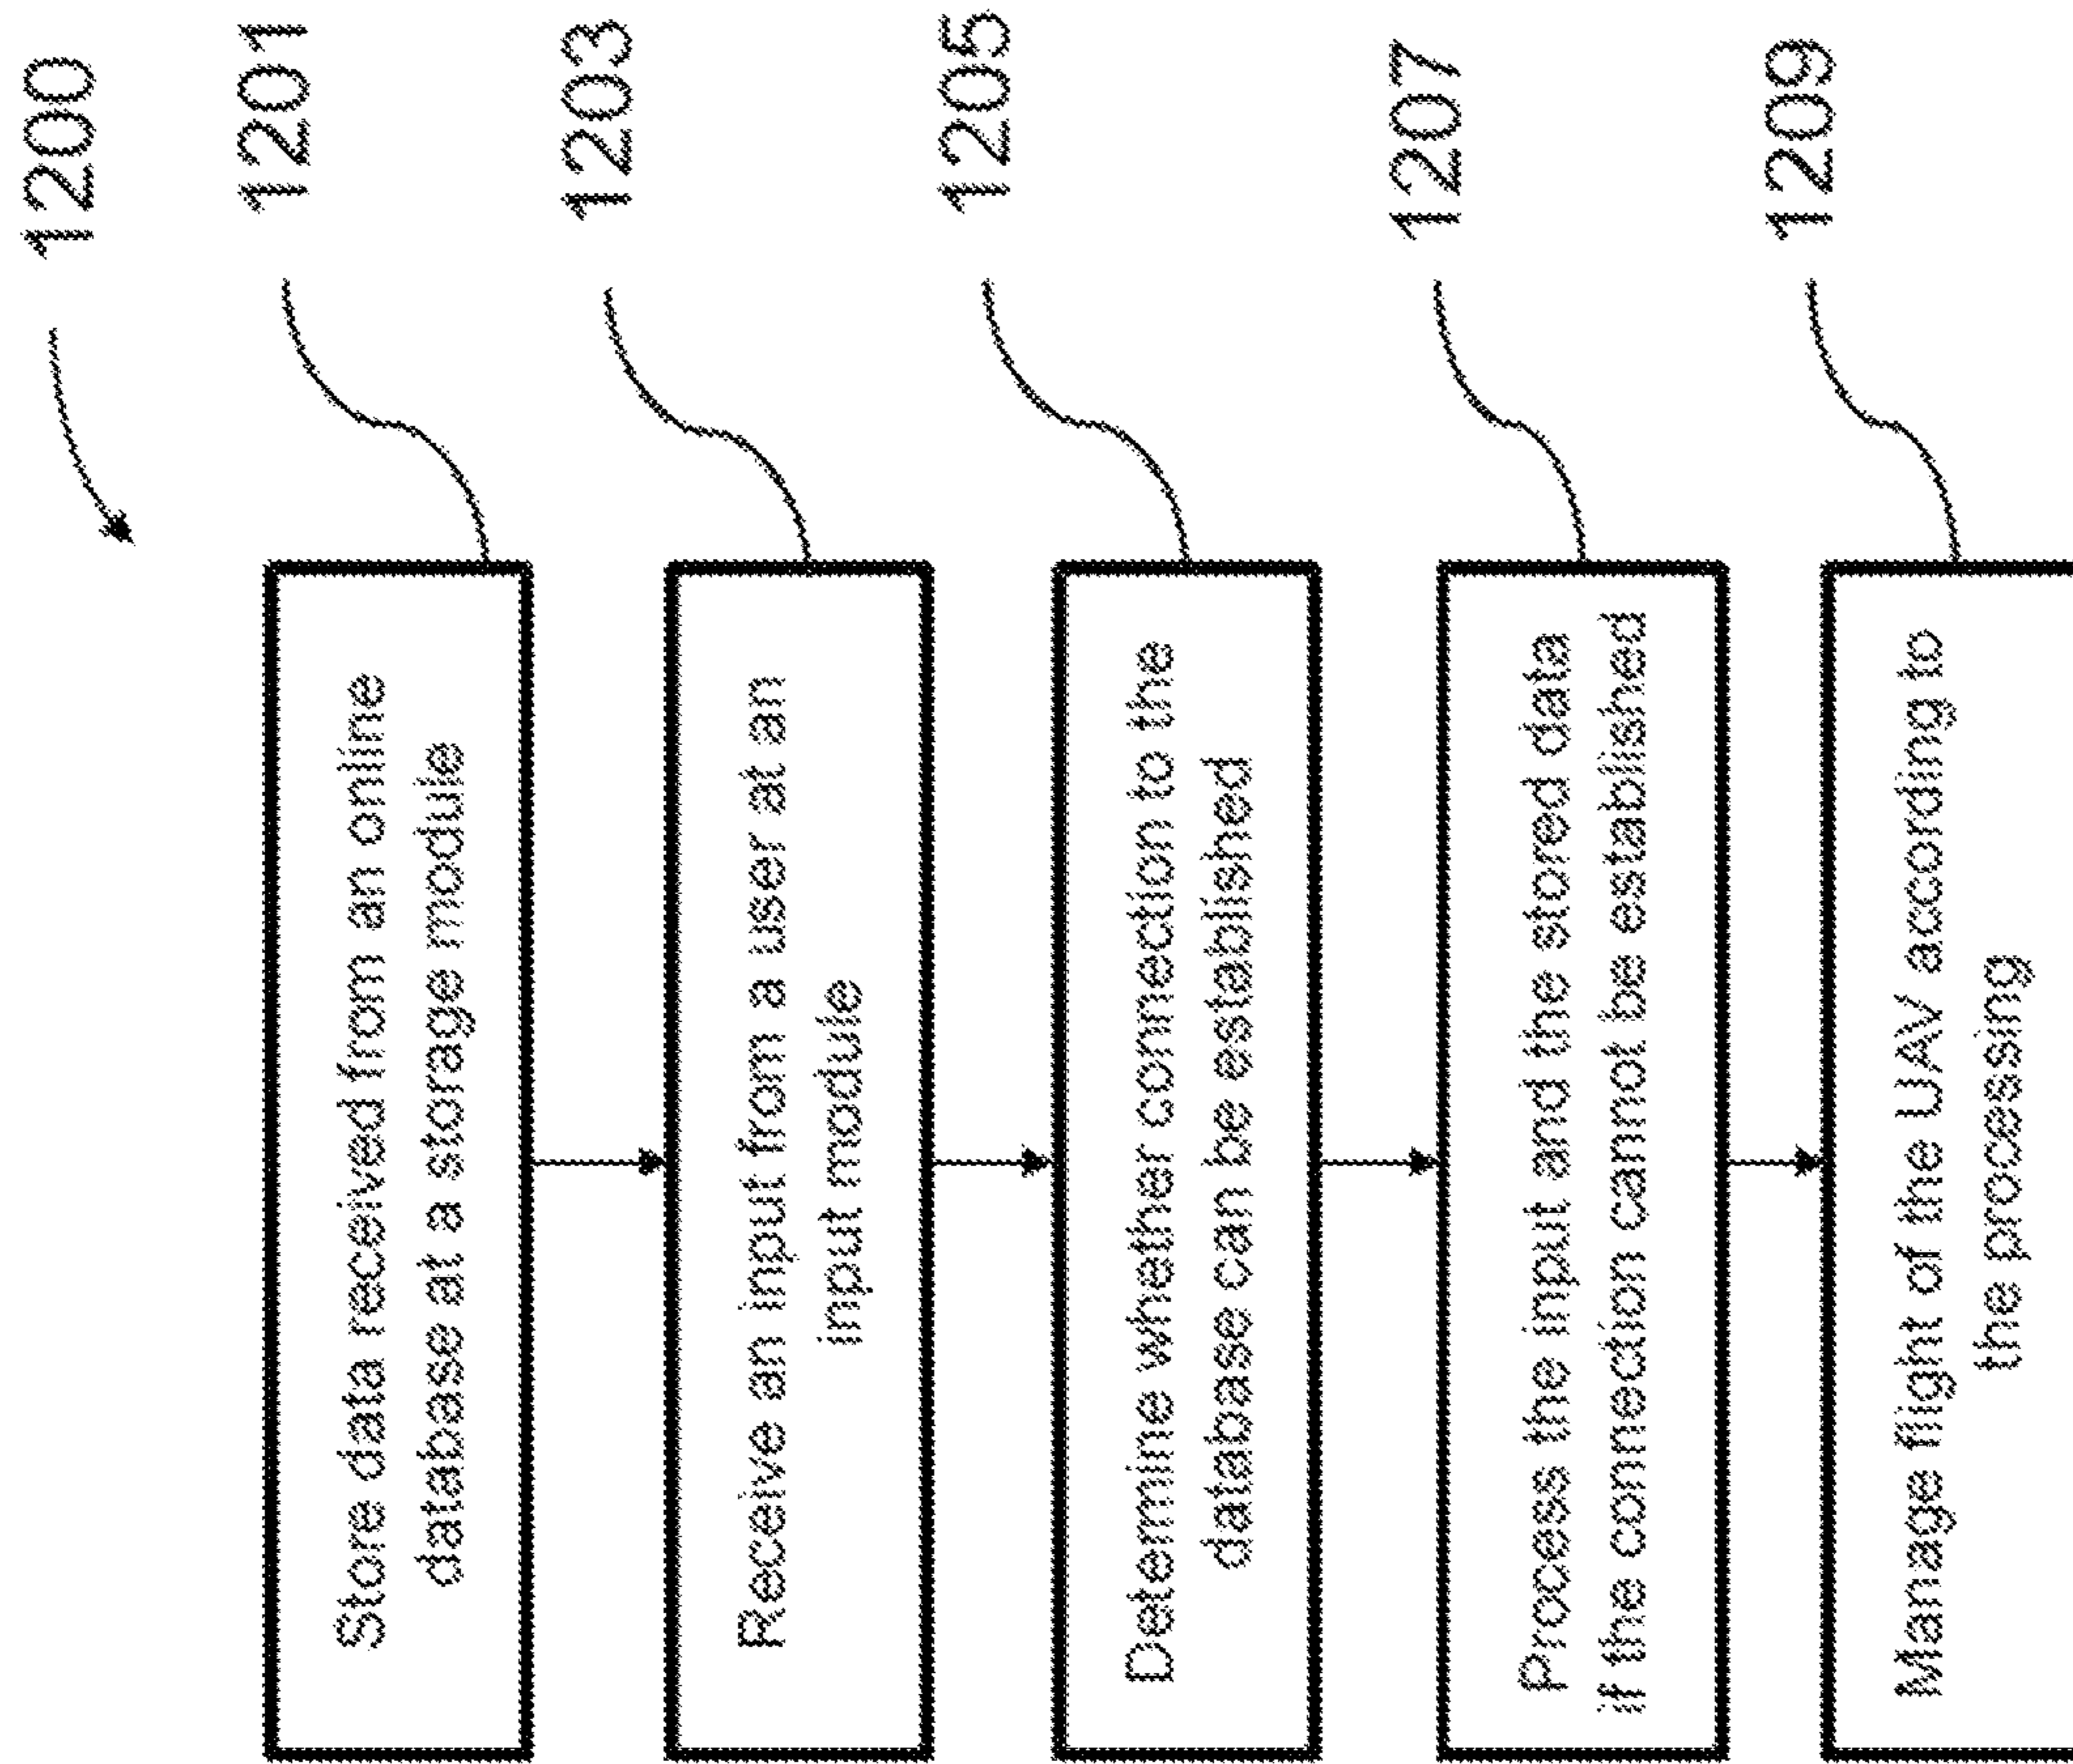 1200
Store data received from an online
database at a storage module
1201
Receive an input from a user at an
input module
1203
Determine whether connection to the
database can be established
1205
Process the input and the stored data
if the connection cannot be established
1207
Manage flight of the UAV according to
the processing
1209